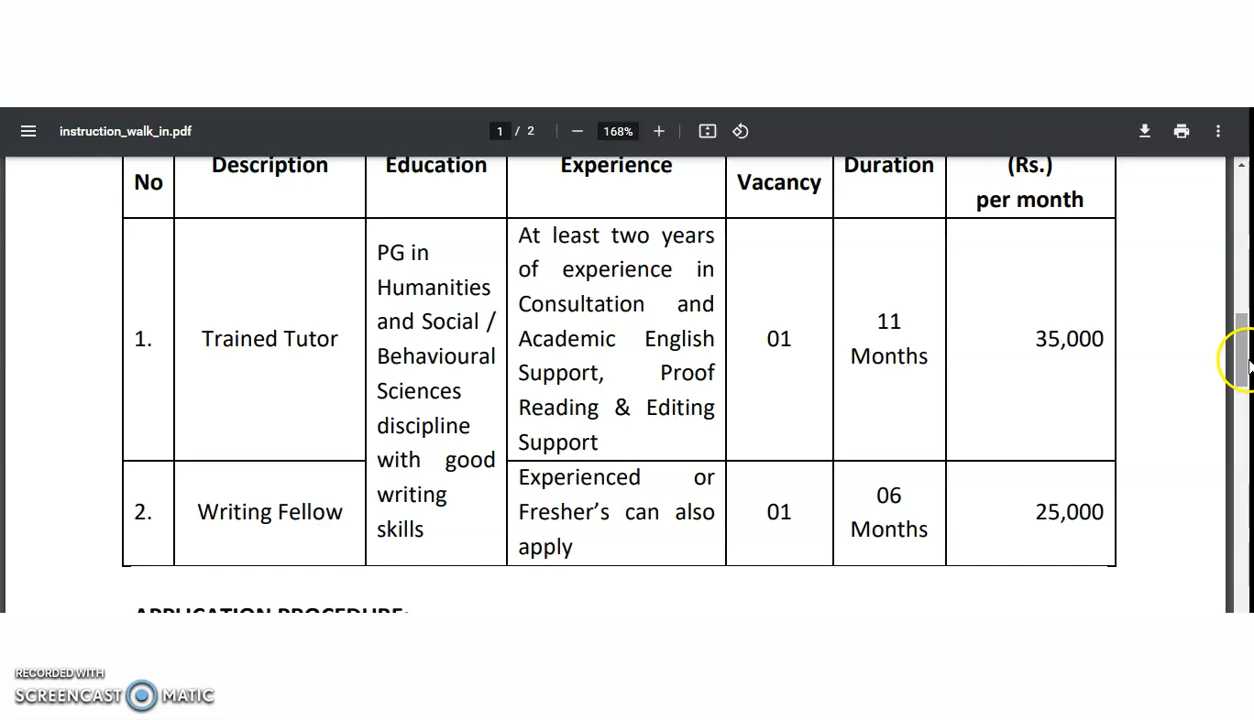 instruction_walk_in.pdf 1 / 2 168%
Description Education Experience Duration (Rs.)
No Vacancy per month
1. Trained Tutor
PG in
Humanities
and Social /
Behavioural
Sciences
discipline
with good
writing
skills
At least two years
of experience in
Consultation and
Academic English
Support, Proof
Reading & Editing
Support
01
11
Months
35,000
2. Writing Fellow
Experienced or
Fresher's can also
apply
01
06
Months
25,000
APPLICATION PROCEDURE:
RECORDED WITH
SCREENCAST MATIC